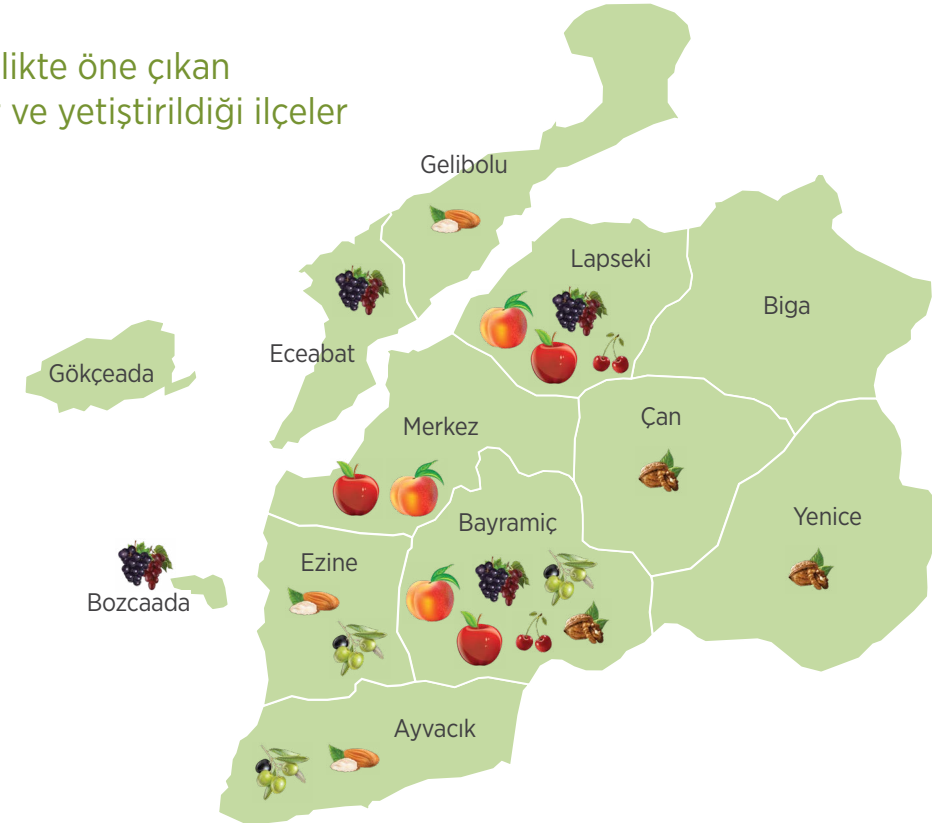 likte öne çıkan
ve yetiştirildiği ilçeler
Gelibolu
Lapseki
Biga
Eceabat
Gökçeada
Merkez
Çan
Yenice
Bayramiç
Ezine
Bozcaada
Ayvacık